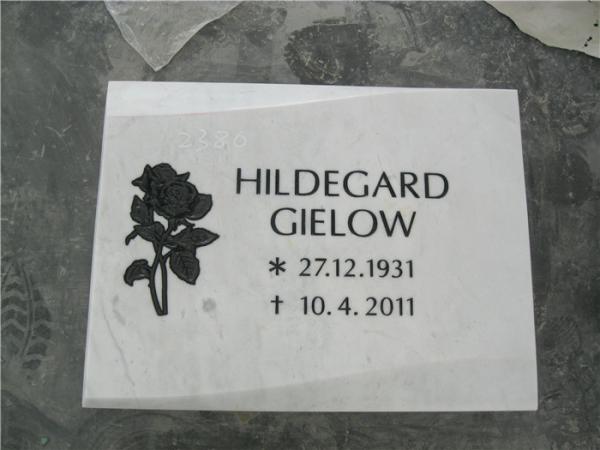 2380
HILDEGARD
GIELOW
* 27.12.1931
† 10.4.2011